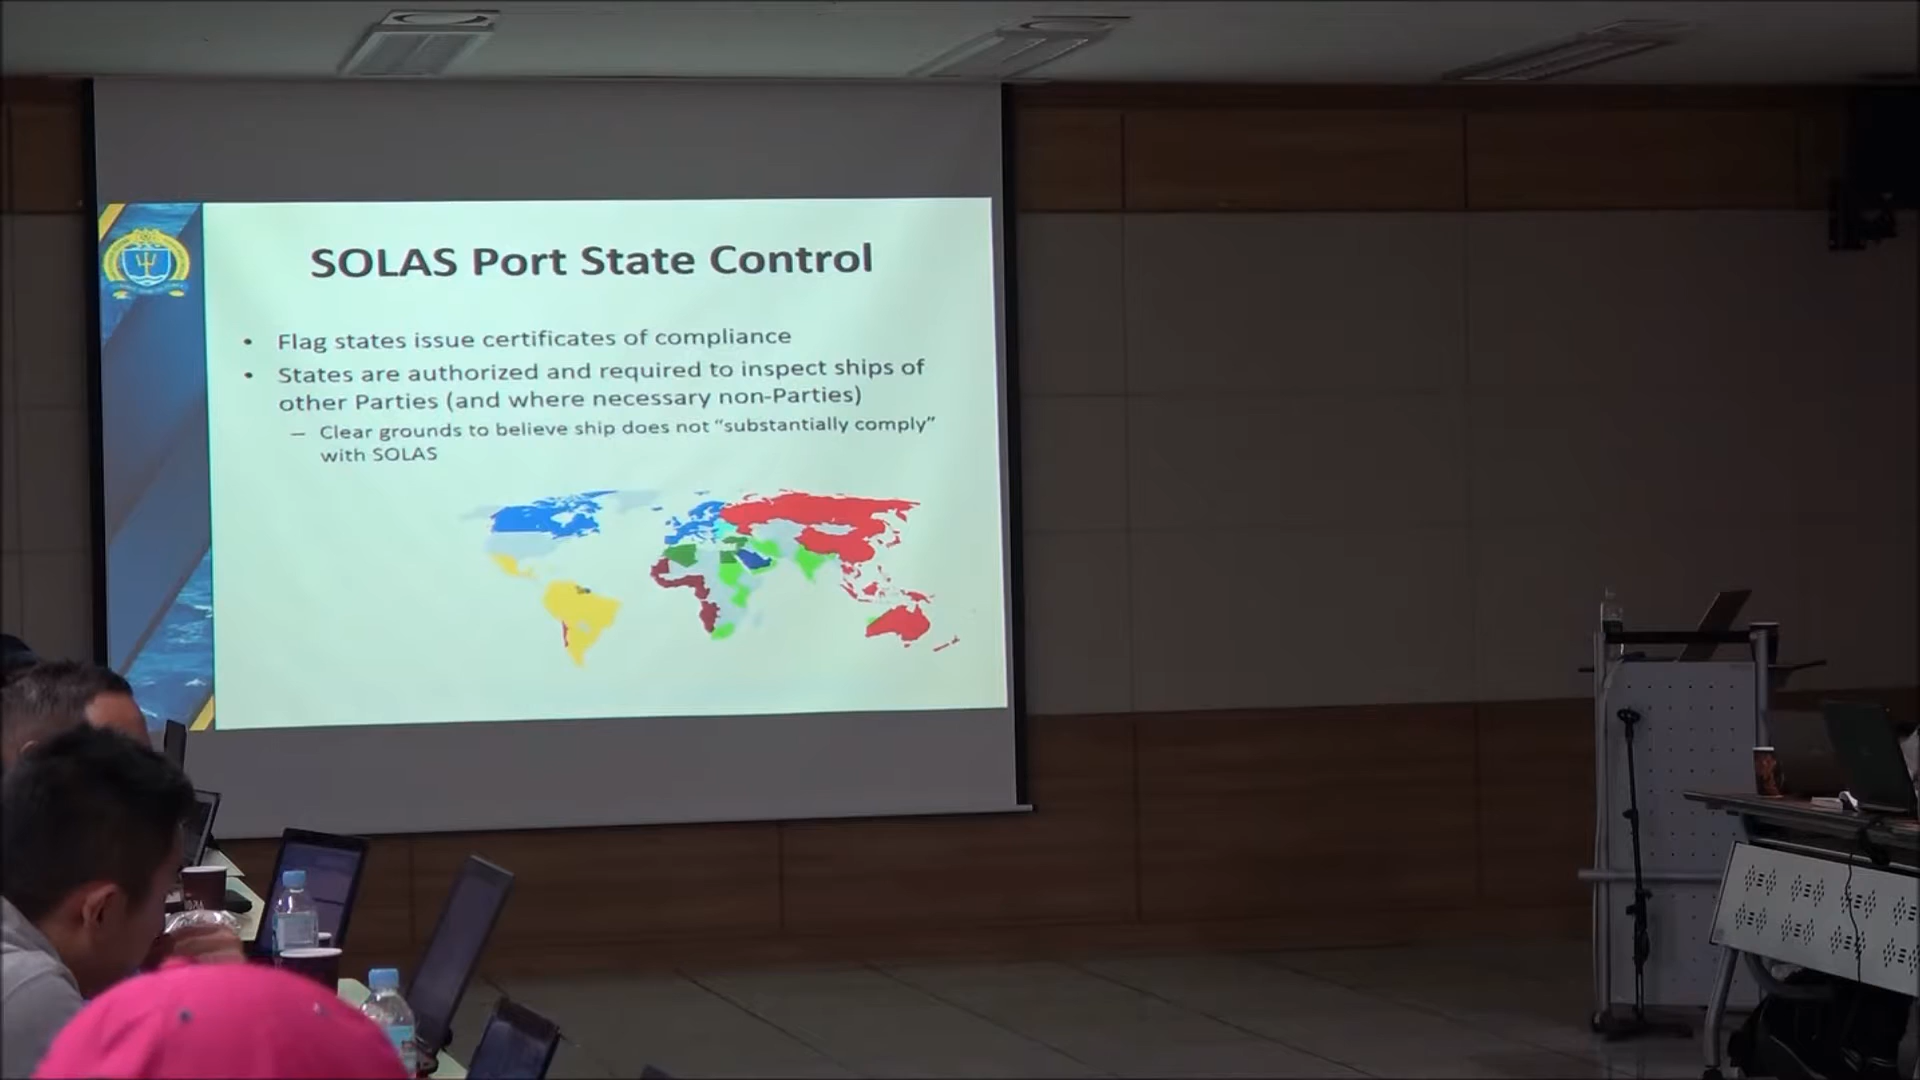 SOLAS Port State Control
• Flag states issue certificates of compliance
• States are authorized and required to inspect ships of
other Parties (and where necessary non-Parties)
– Clear grounds to believe ship does not “substantially comply”
with SOLAS